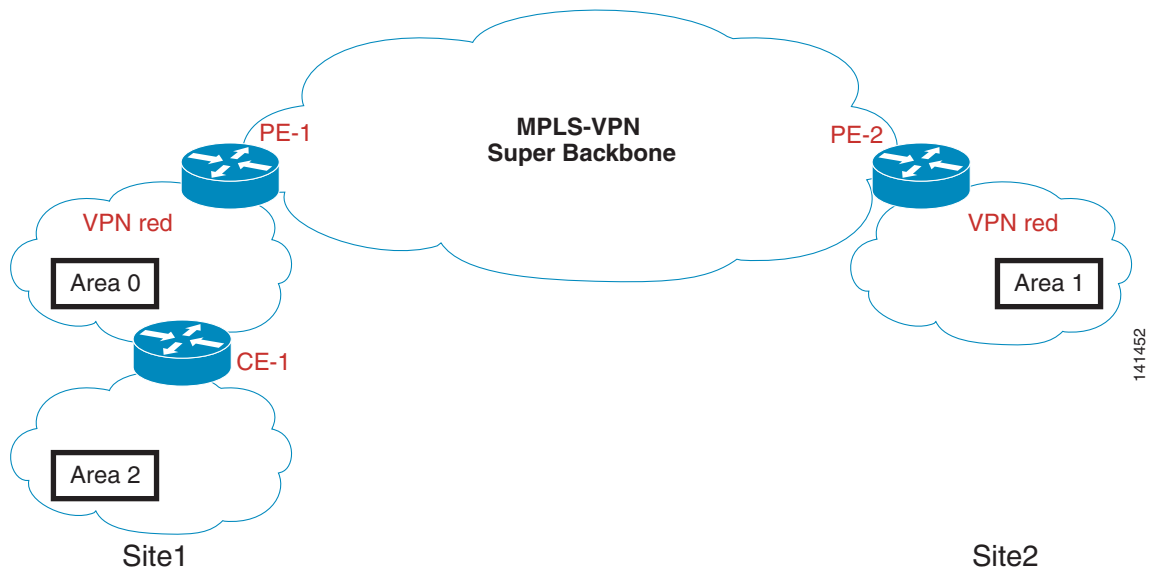 MPLS-VPN
Super Backbone
PE-1
PE-2
VPN red
VPN red
Area 0
Area 1
CE-1
141452
Area 2
Site1
Site2